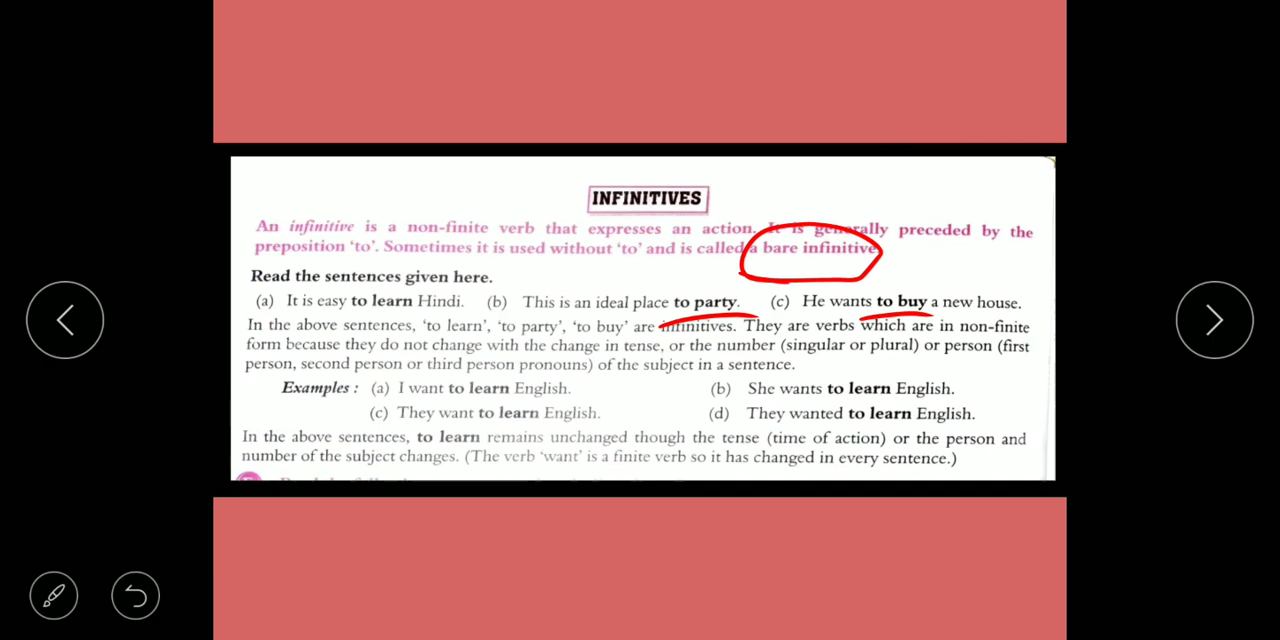 INFINITIVES
An infinitive is a non-finite verb that expresses an action. It is generally preceded by the
preposition 'to'. Sometimes it is used without 'to' and is called a bare infinitive.
Read the sentences given here.
(a) It is easy to learn Hindi. (b) This is an ideal place to party. (c) He wants to buy a new house.
In the above sentences, 'to learn', 'to party', 'to buy' are infinitives. They are verbs which are in non-finite
form because they do not change with the change in tense, or the number (singular or plural) or person (first
person, second person or third person pronouns) of the subject in a sentence.
Examples : (a) I want to learn English. (b) She wants to learn English.
(c) They want to learn English. (d) They wanted to learn English.
In the above sentences, to learn remains unchanged though the tense (time of action) or the person and
number of the subject changes. (The verb 'want' is a finite verb so it has changed in every sentence.)